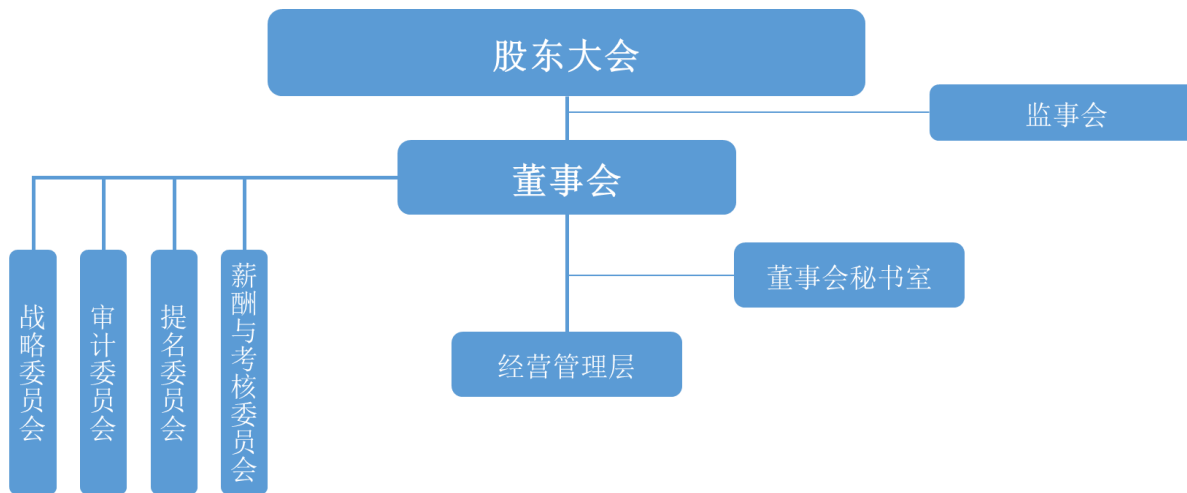 股东大会
监事会
董事会
董事会秘书室
经营管理层
战略委员会
审计委员会
提名委员会
薪酬与考核委员会